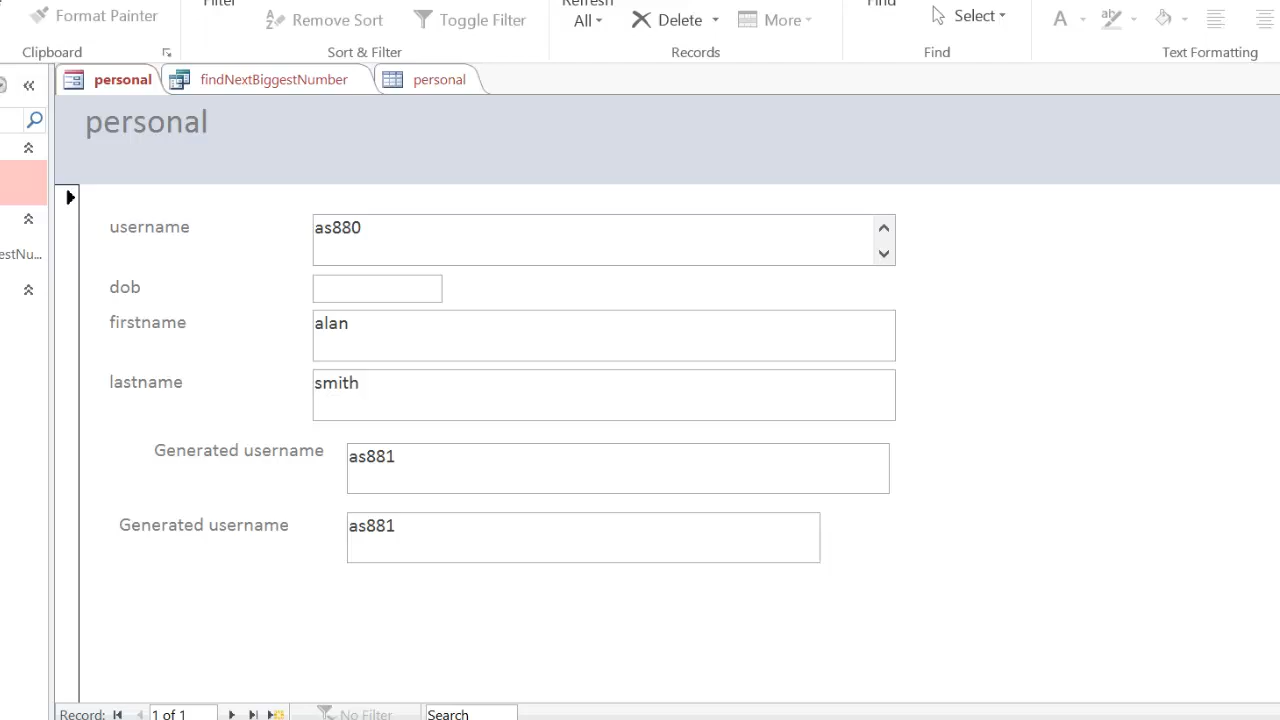 Format Painter
Clipboard
Filter
Remove Sort
Toggle Filter
Sort & Filter
Refresh
All
Delete
More
Records
Find
Select
Find
A
ab
Text Formatting
personal
findNextBiggestNumber
personal
personal
estNu...
username
as880
dob
firstname
alan
lastname
smith
Generated username
as881
Generated username
as881
Record:
1 of 1
No Filter
Search